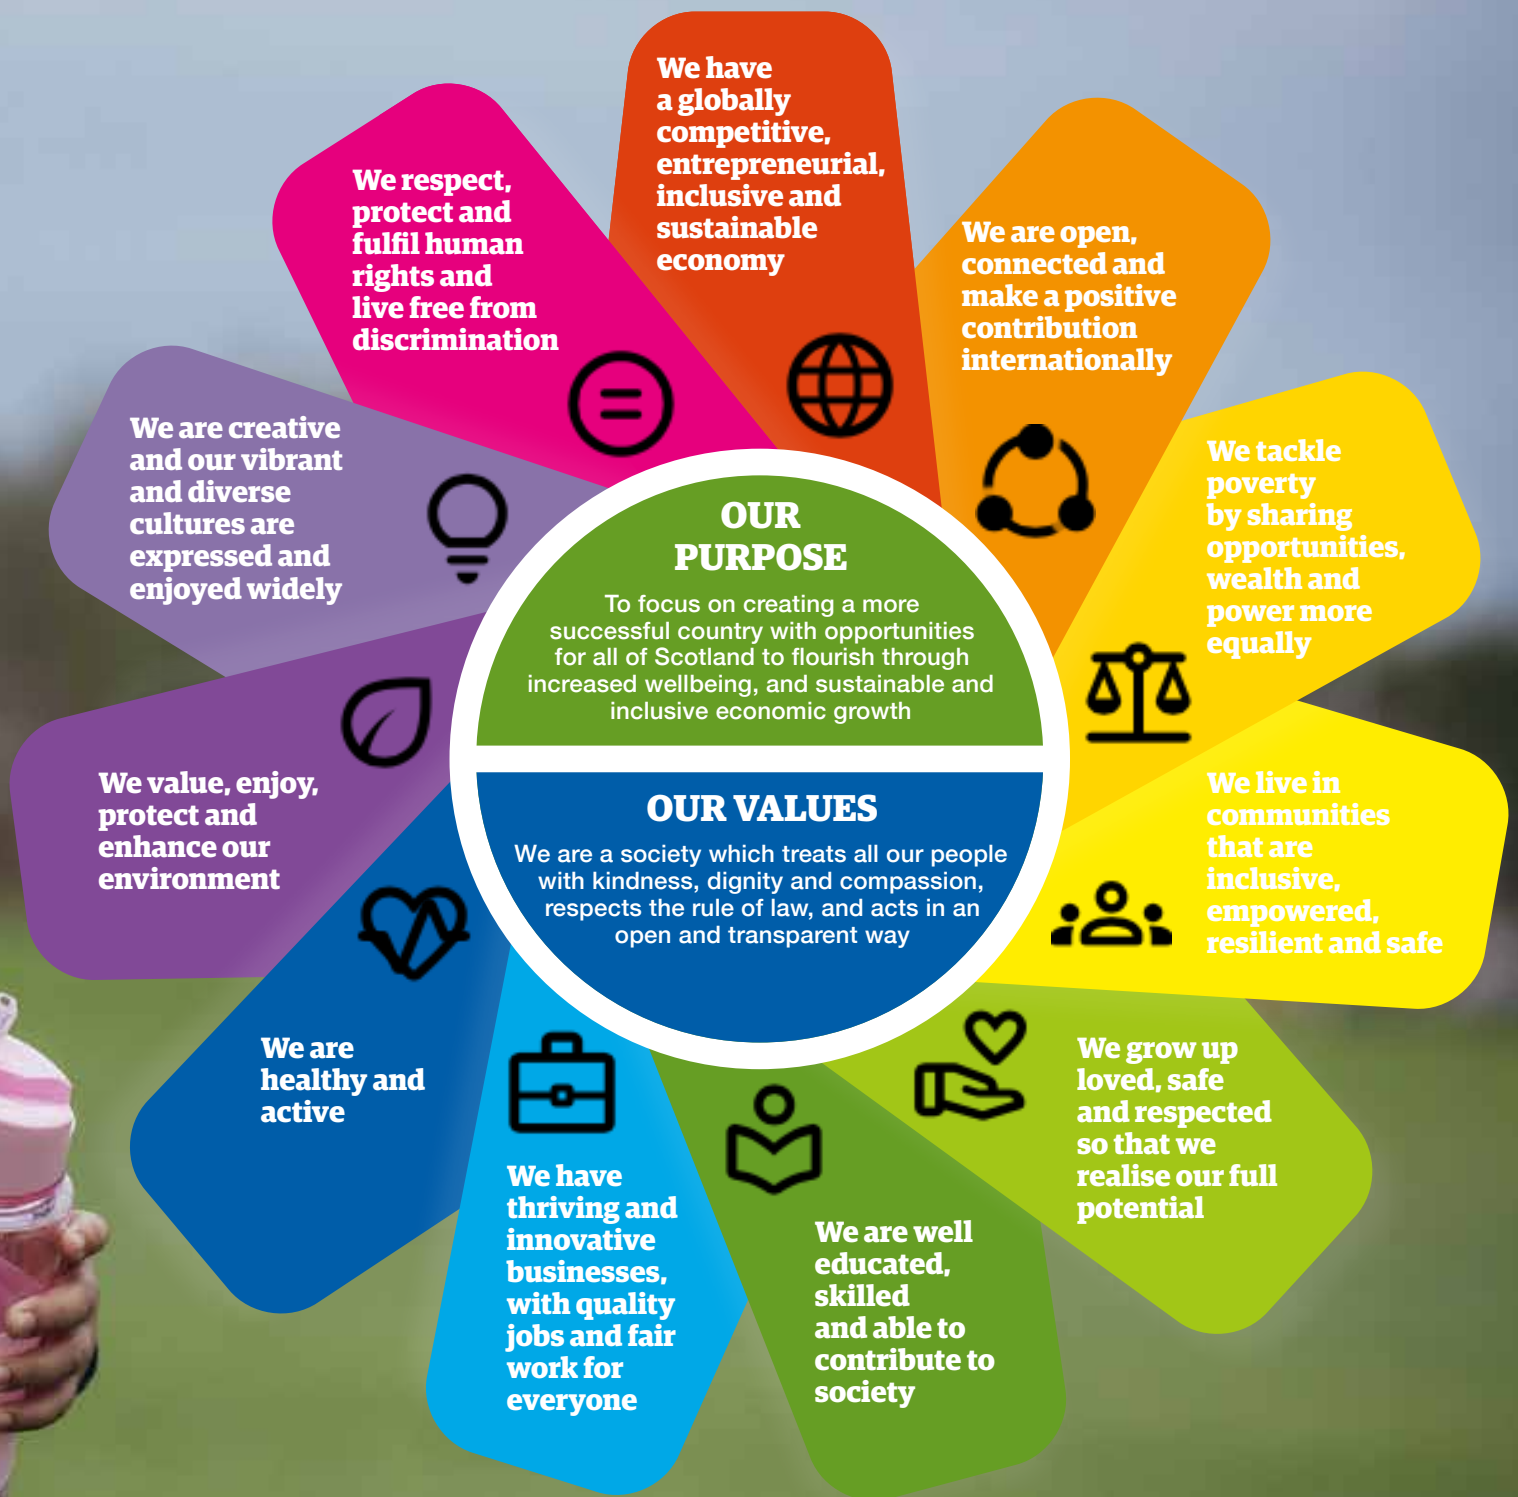 We have
a globally
competitive,
entrepreneurial,
inclusive and
sustainable
economy
We are open,
connected and
make a positive
contribution
internationally
We tackle
poverty
by sharing
opportunities,
wealth and
power more
equally
We live in
communities
that are
inclusive,
empowered,
resilient and safe
We grow up
loved, safe
and respected
so that we
realise our full
potential
We are well
educated,
skilled
and able to
contribute to
society
We have
thriving and
innovative
businesses,
with quality
jobs and fair
work for
everyone
We are
healthy and
active
We value, enjoy,
protect and
enhance our
environment
We are creative
and our vibrant
and diverse
cultures are
expressed and
enjoyed widely
We respect,
protect and
fulfil human
rights and
live free from
discrimination
OUR
PURPOSE
To focus on creating a more
successful country with opportunities
for all of Scotland to flourish through
increased wellbeing, and sustainable and
inclusive economic growth
OUR VALUES
We are a society which treats all our people
with kindness, dignity and compassion,
respects the rule of law, and acts in an
open and transparent way